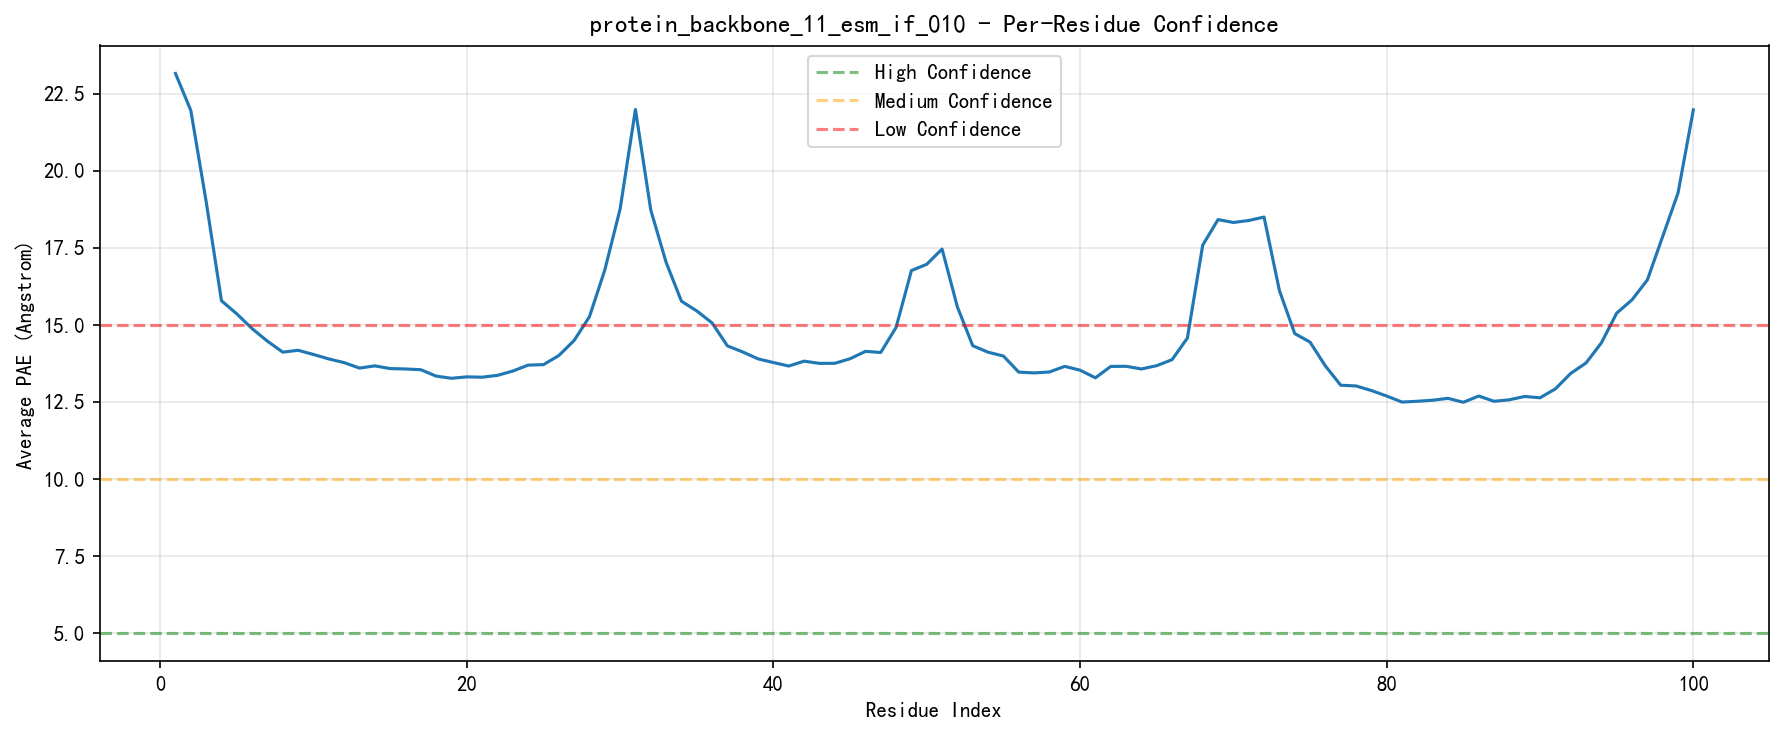 protein_backbone_11_esm_if_010 - Per-Residue Confidence
High Confidence
Medium Confidence
Low Confidence
22.5
20.0
17.5
15.0
12.5
10.0
7.5
5.0
Average PAE (Angstrom)
0 20 40 60 80 100
Residue Index